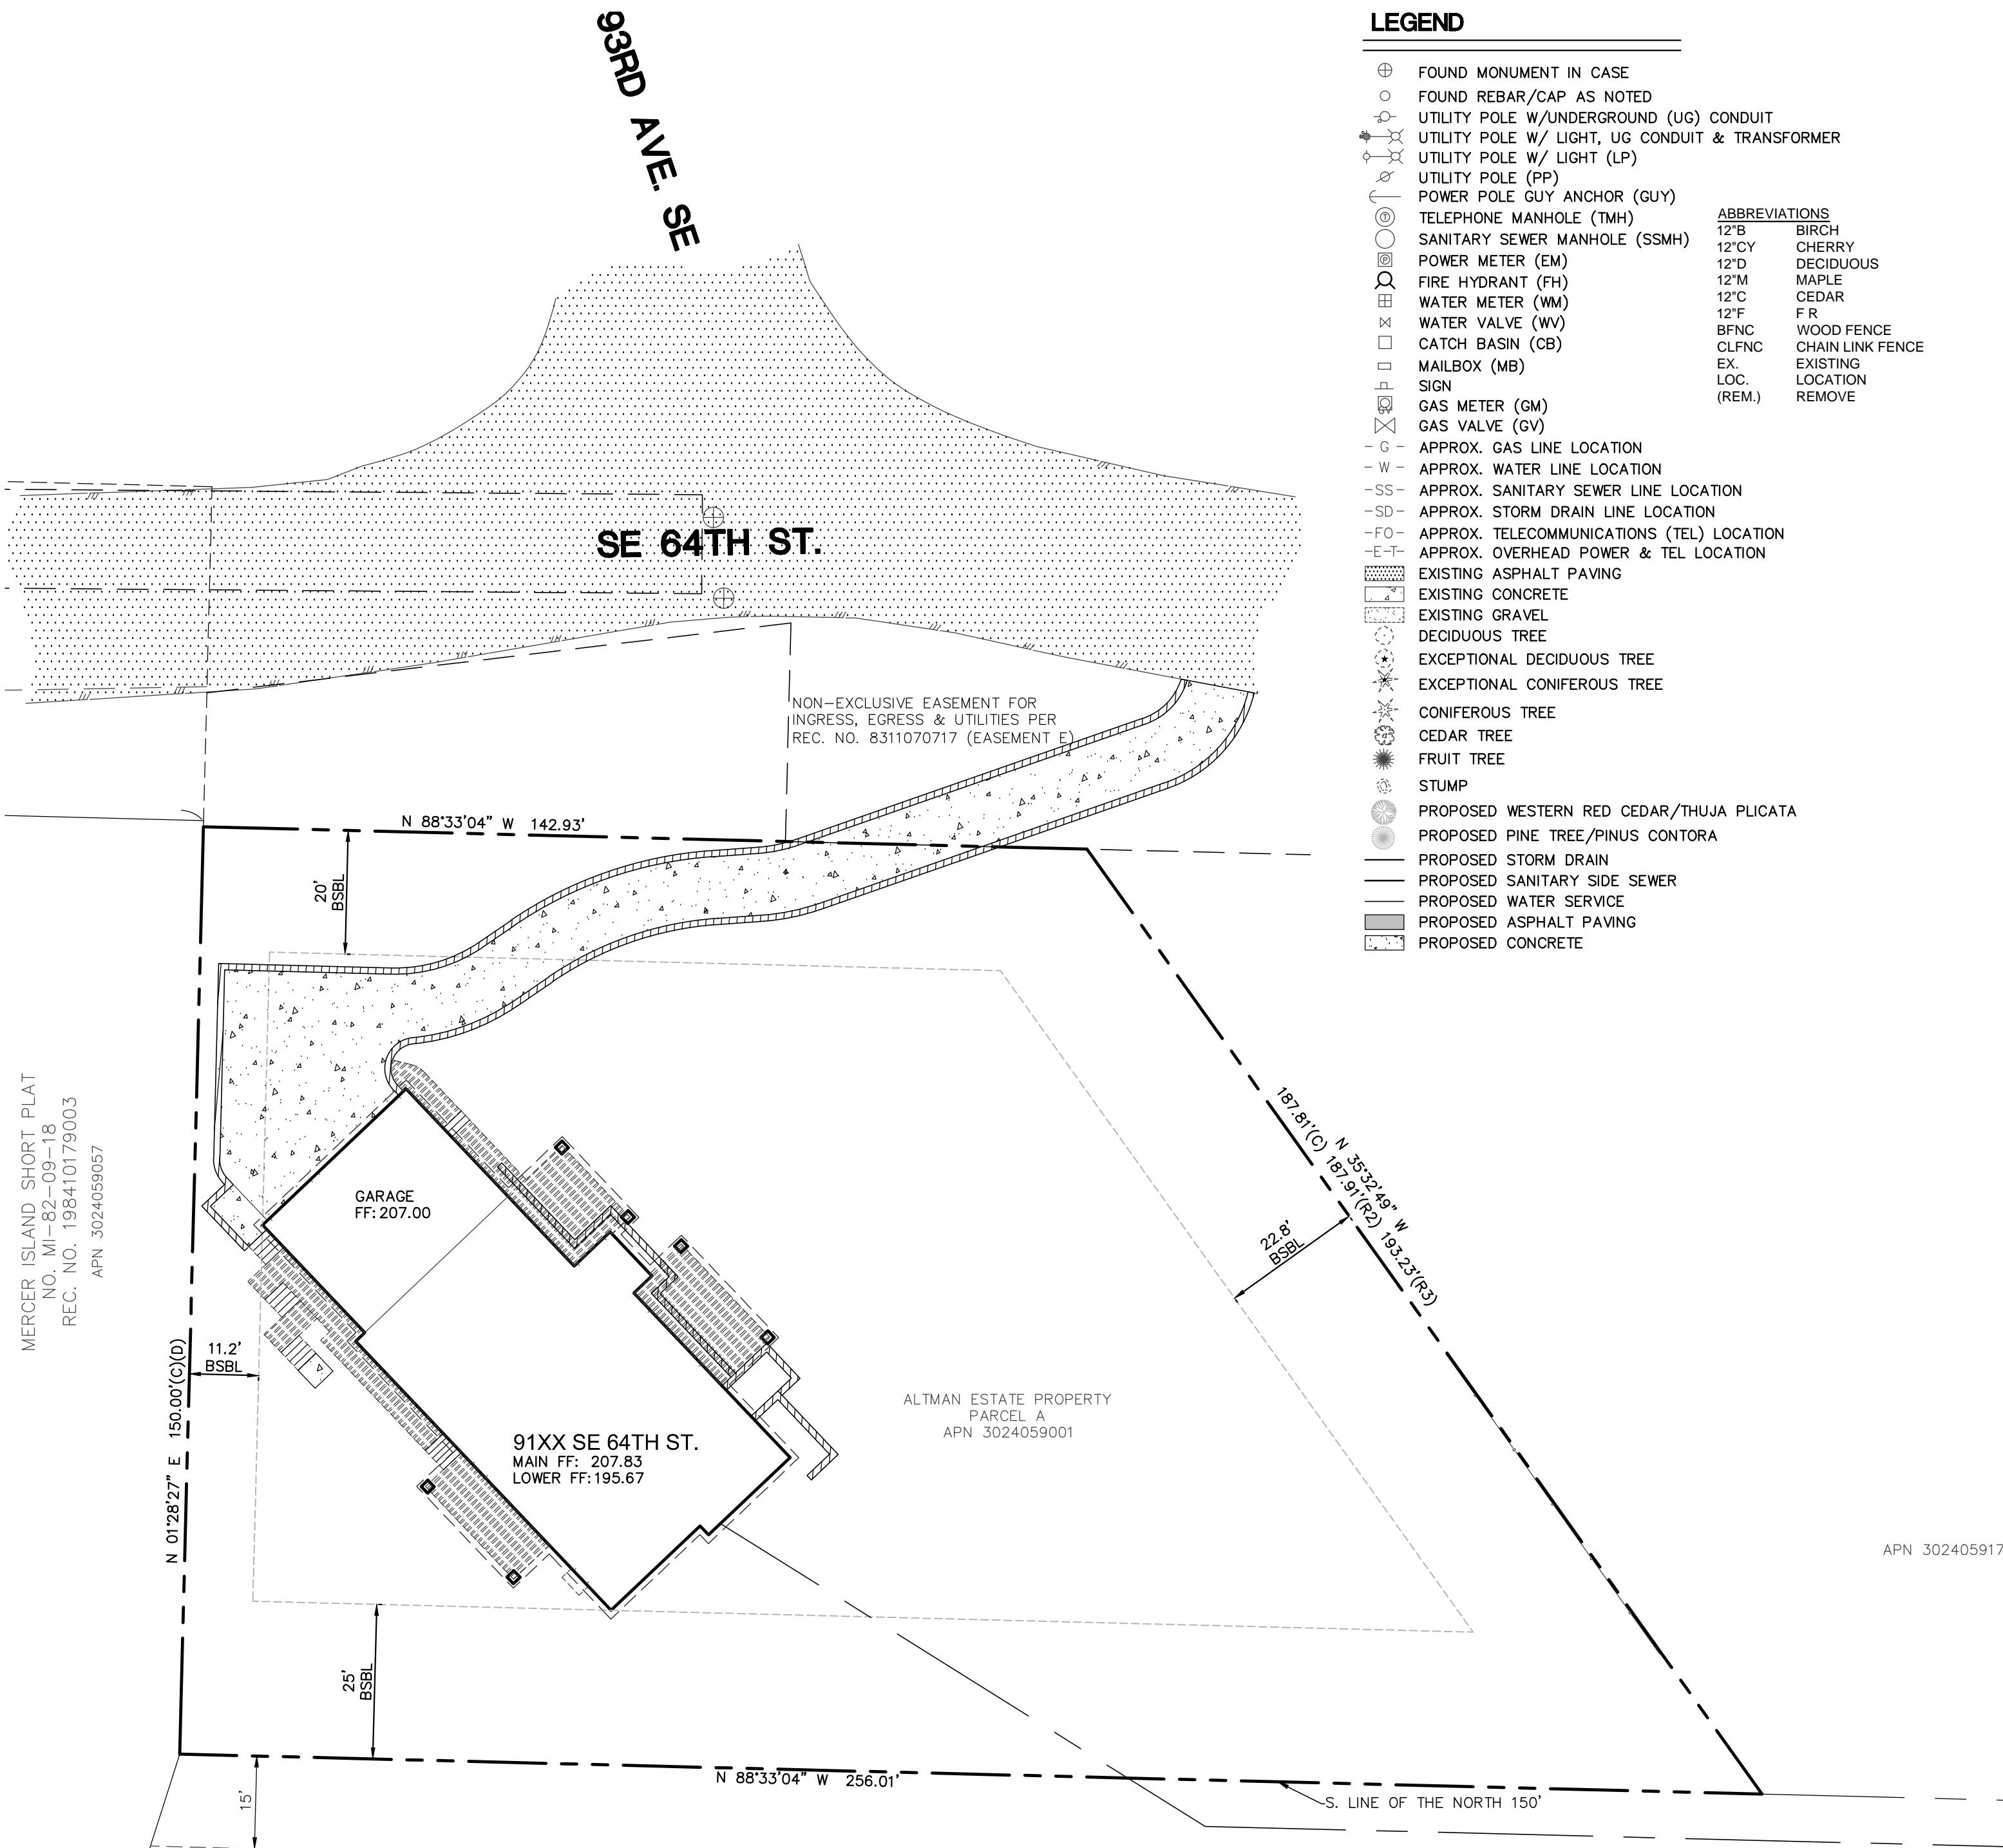 93RD AVE. SE
LEGEND
FOUND MONUMENT IN CASE
FOUND REBAR/CAP AS NOTED
UTILITY POLE W/UNDERGROUND (UG) CONDUIT
UTILITY POLE W/ LIGHT, UG CONDUIT & TRANSFORMER
UTILITY POLE W/ LIGHT (LP)
UTILITY POLE (PP)
POWER POLE GUY ANCHOR (GUY)
T TELEPHONE MANHOLE (TMH)
SANITARY SEWER MANHOLE (SSMH)
P POWER METER (EM)
FIRE HYDRANT (FH)
WATER METER (WM)
WATER VALVE (WV)
CATCH BASIN (CB)
MAILBOX (MB)
SIGN
GAS METER (GM)
GAS VALVE (GV)
- G - APPROX. GAS LINE LOCATION
- W - APPROX. WATER LINE LOCATION
-SS- APPROX. SANITARY SEWER LINE LOCATION
-SD- APPROX. STORM DRAIN LINE LOCATION
-FO- APPROX. TELECOMMUNICATIONS (TEL) LOCATION
-E-T- APPROX. OVERHEAD POWER & TEL LOCATION
EXISTING ASPHALT PAVING
EXISTING CONCRETE
EXISTING GRAVEL
DECIDUOUS TREE
EXCEPTIONAL DECIDUOUS TREE
EXCEPTIONAL CONIFEROUS TREE
CONIFEROUS TREE
CEDAR TREE
FRUIT TREE
STUMP
PROPOSED WESTERN RED CEDAR/THUJA PLICATA
PROPOSED PINE TREE/PINUS CONTORA
PROPOSED STORM DRAIN
PROPOSED SANITARY SIDE SEWER
PROPOSED WATER SERVICE
PROPOSED ASPHALT PAVING
PROPOSED CONCRETE
ABBREVIATIONS
12"B BIRCH
12"CY CHERRY
12"D DECIDUOUS
12"M MAPLE
12"C CEDAR
12"F F R
BFNC WOOD FENCE
CLFNC CHAIN LINK FENCE
EX. EXISTING
LOC. LOCATION
(REM.) REMOVE
SE 64TH ST.
NON-EXCLUSIVE EASEMENT FOR
INGRESS, EGRESS & UTILITIES PER
REC. NO. 8311070717 (EASEMENT E)
N 88°33'04" W 142.93'
20'
BSBL
MERCER ISLAND SHORT PLAT
NO. MI-82-09-18
REC. NO. 198410179003
APN 3024059057
GARAGE
FF: 207.00
N 35°32'49" W
187.81'(C) 187.91'(R2) 193.23'(R3)
22.8'
BSBL
11.2'
BSBL
N 01°28'27" E 150.00'(C)(D)
ALTMAN ESTATE PROPERTY
PARCEL A
APN 3024059001
91XX SE 64TH ST.
MAIN FF: 207.83
LOWER FF: 195.67
APN 302405917
25'
BSBL
N 88°33'04" W 256.01'
15'
S. LINE OF THE NORTH 150'